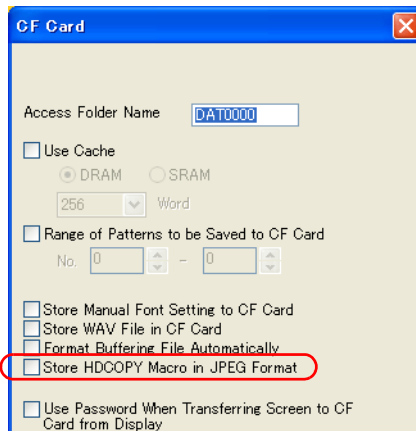 CF Card
Access Folder Name DAT0000
Use Cache
DRAM SRAM
256 Word
Range of Patterns to be Saved to CF Card
No. 0 - 0
Store Manual Font Setting to CF Card
Store WAV File in CF Card
Format Buffering File Automatically
Store HDCOPY Macro in JPEG Format
Use Password When Transferring Screen to CF
Card from Display